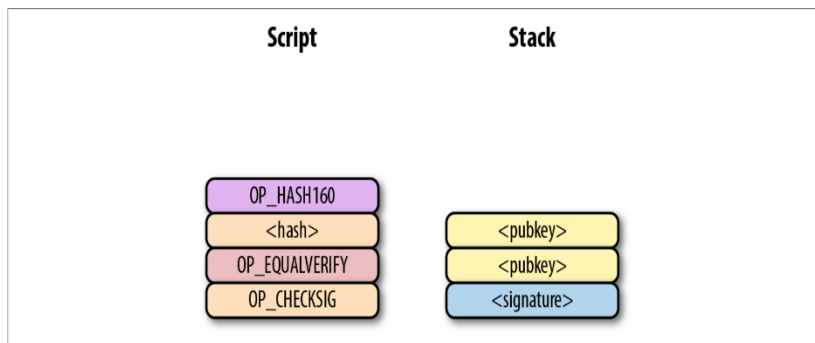 Script
Stack
OP_HASH160
<hash>
OP_EQUALVERIFY
OP_CHECKSIG
<pubkey>
<pubkey>
<signature>